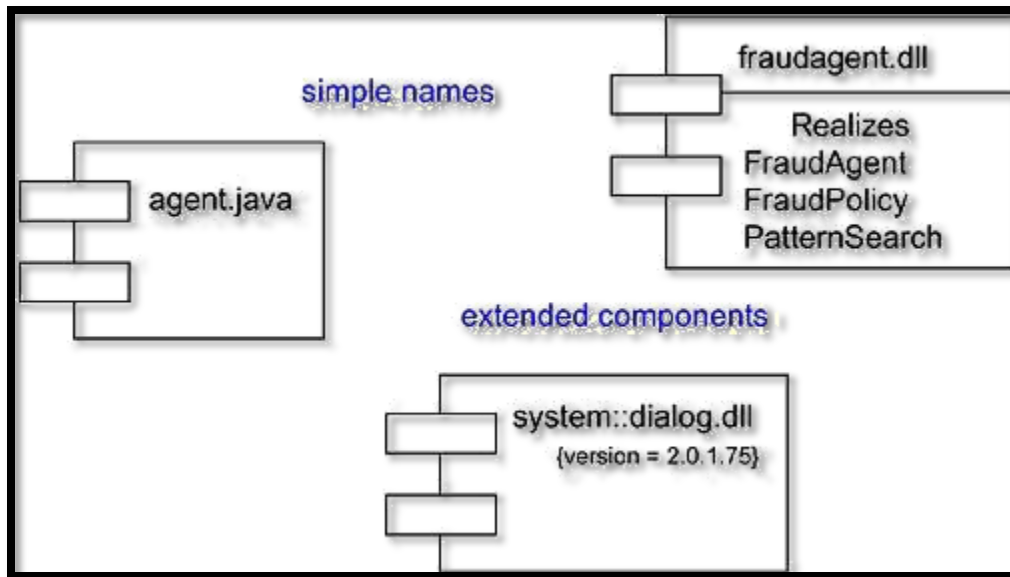 simple names
agent.java
fraudagent.dll
Realizes
FraudAgent
FraudPolicy
PatternSearch
extended components
system::dialog.dll
{version = 2.0.1.75}